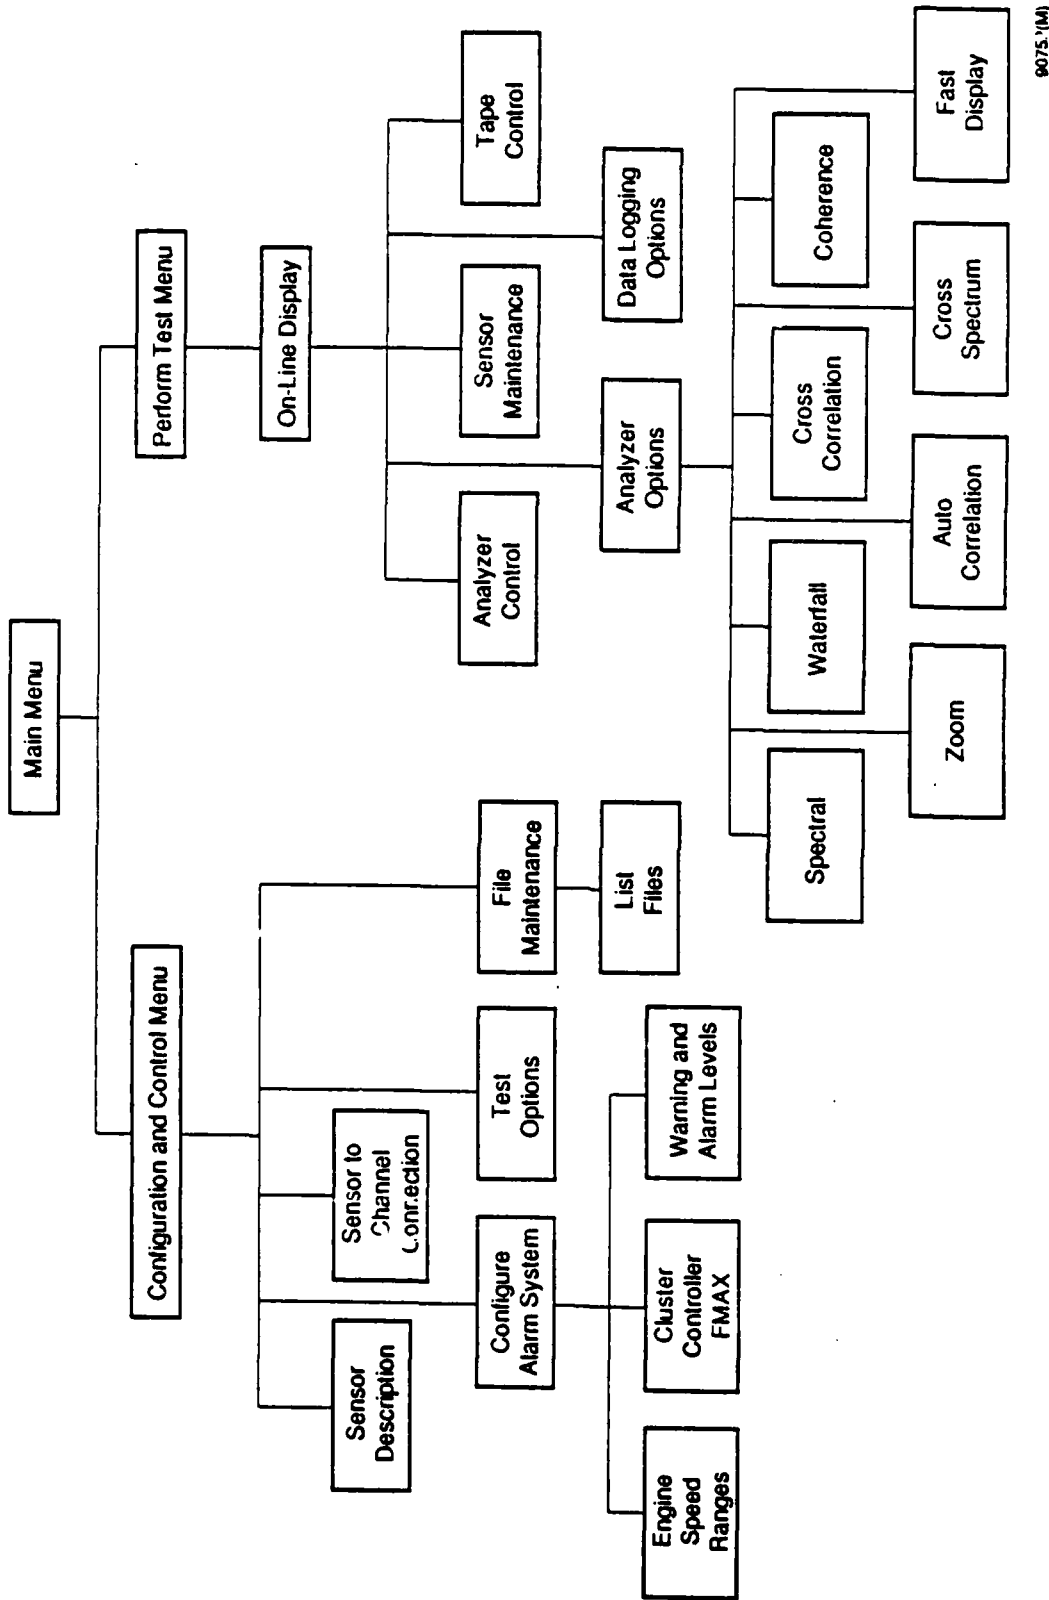 Main Menu
Configuration and Control Menu
Perform Test Menu
On-Line Display
Sensor
Description
Sensor to
Channel
Connection
Configure
Alarm System
Test
Options
File
Maintenance
List
Files
Engine
Speed
Ranges
Cluster
Controller
FMAX
Warning and
Alarm Levels
Analyzer
Control
Sensor
Maintenance
Tape
Control
Analyzer
Options
Data Logging
Options
Spectral
Waterfall
Cross
Correlation
Coherence
Zoom
Auto
Correlation
Cross
Spectrum
Fast
Display